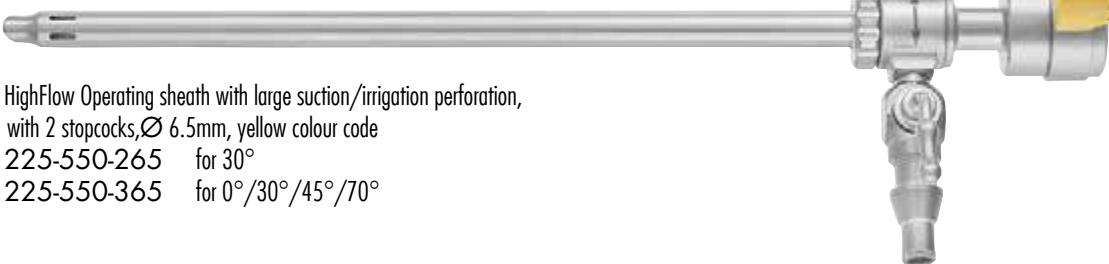 HighFlow Operating sheath with large suction/irrigation perforation,
with 2 stopcocks,Ø 6.5mm, yellow colour code
225-550-265 for 30°
225-550-365 for 0°/30°/45°/70°